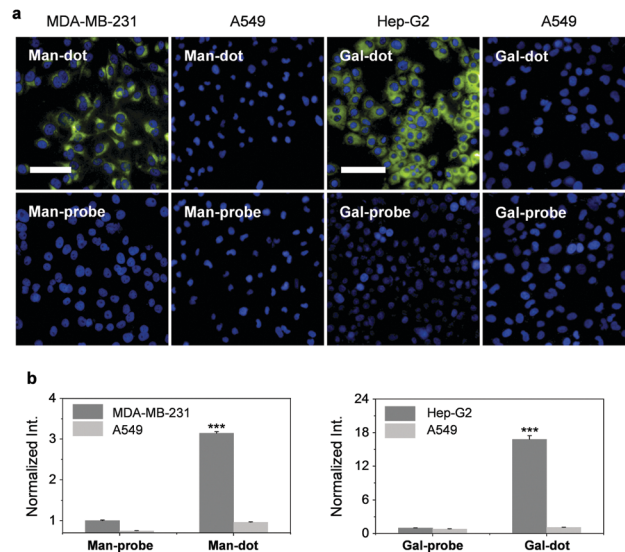 a
MDA-MB-231 A549 Hep-G2 A549
Man-dot Man-dot Gal-dot Gal-dot
Man-probe Man-probe Gal-probe Gal-probe
b
Normalized Int.
4
3
2
1
MDA-MB-231
A549
***
Man-probe Man-dot
Normalized Int.
24
18
12
6
0
Hep-G2
A549
***
Gal-probe Gal-dot